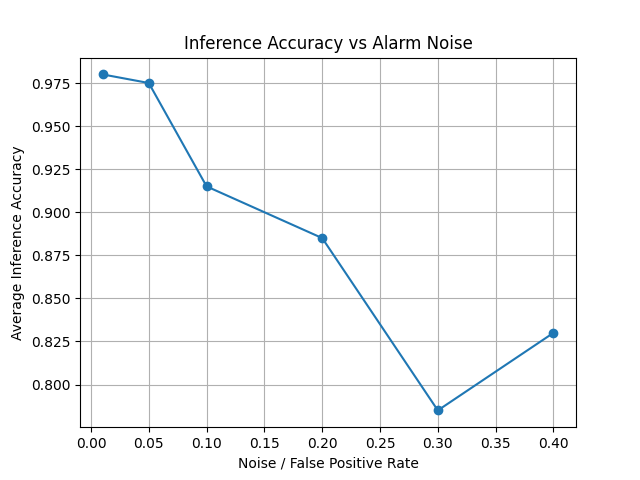 Inference Accuracy vs Alarm Noise
Average Inference Accuracy
0.975
0.950
0.925
0.900
0.875
0.850
0.825
0.800
0.00 0.05 0.10 0.15 0.20 0.25 0.30 0.35 0.40
Noise / False Positive Rate